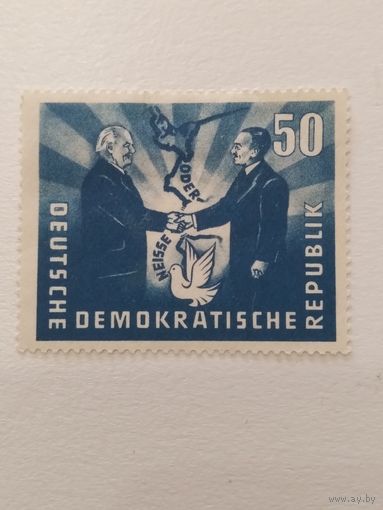 50
ODER
NEISSE
DEUTSCHE
DEMOKRATISCHE
REPUBLIK
www.ay.by